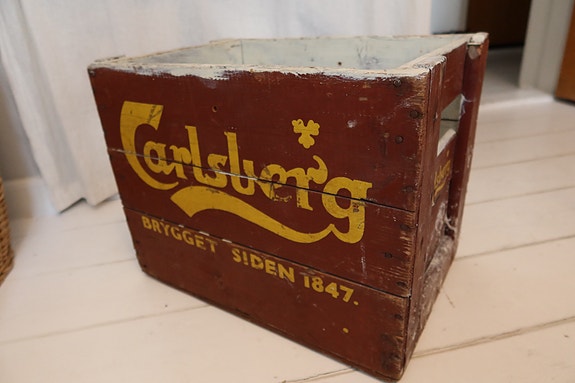 Carlsberg
BRYGGET SIDEN 1847.